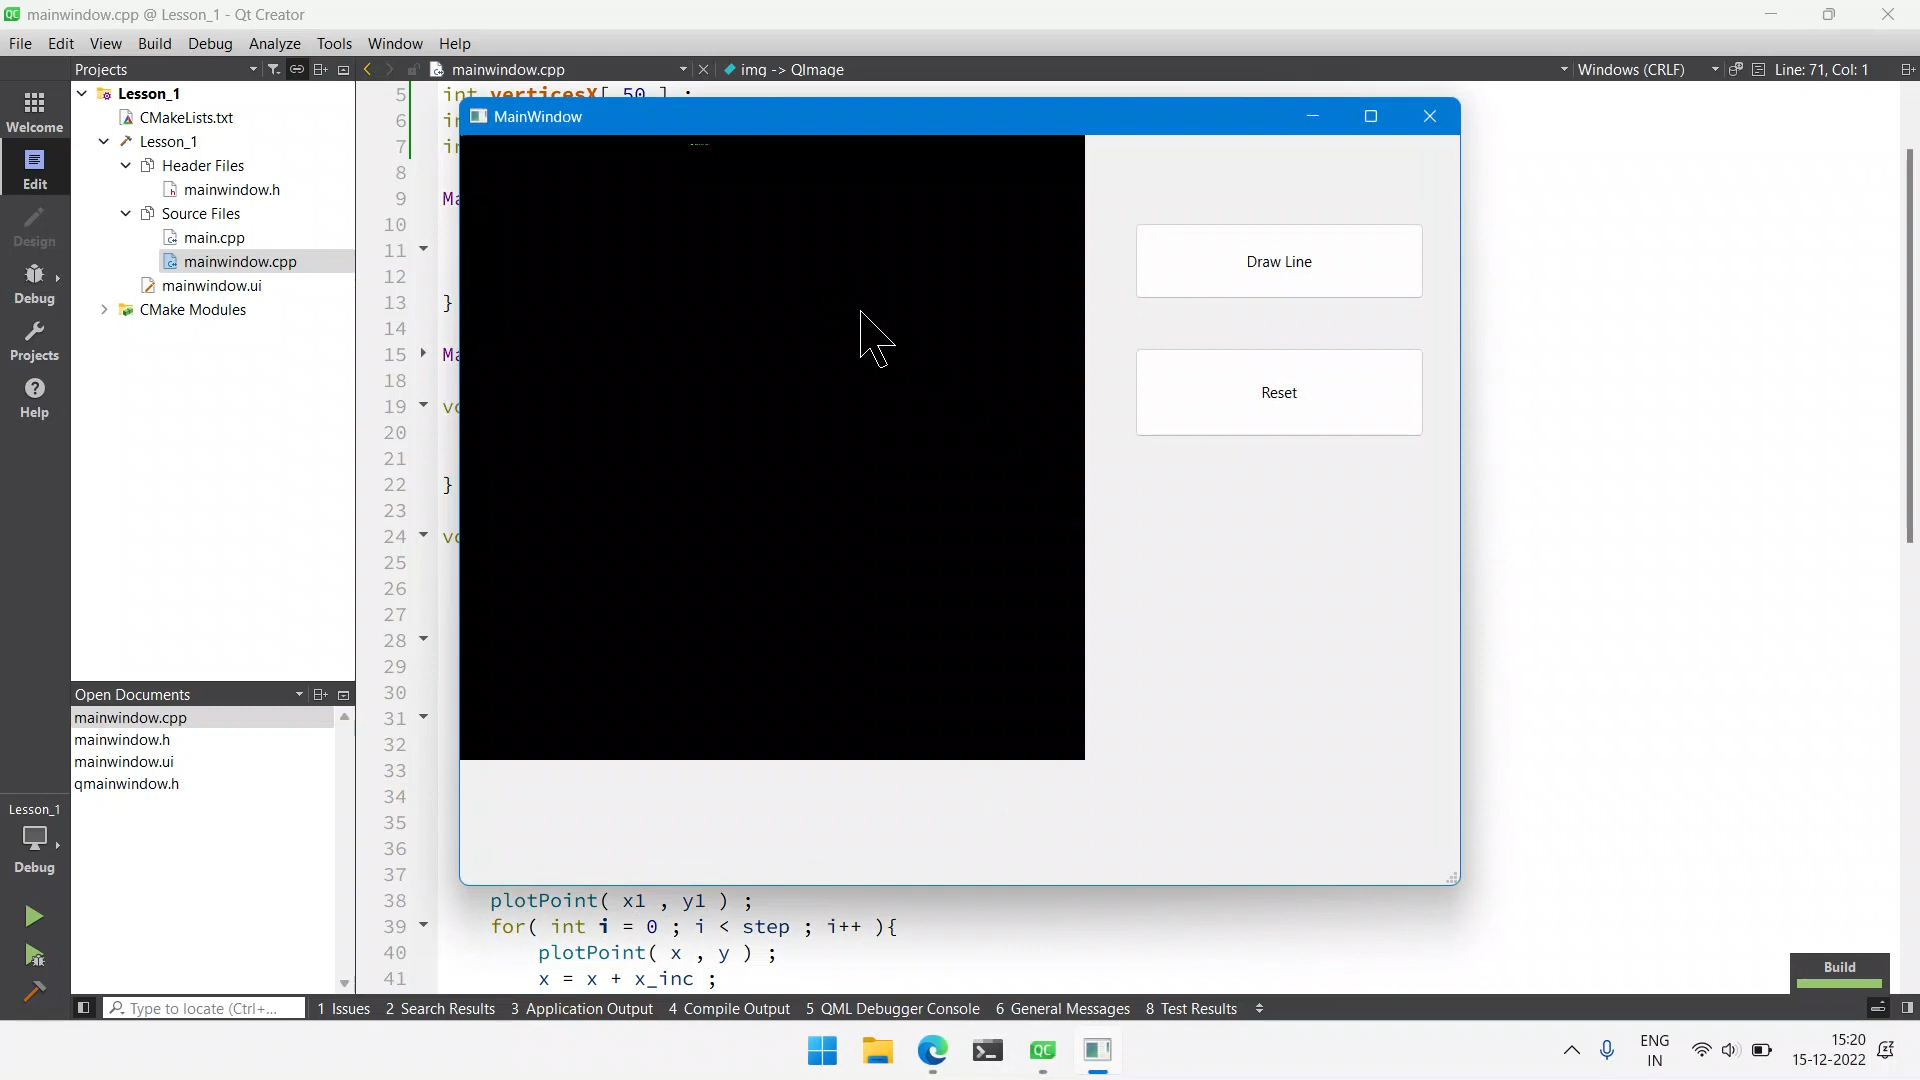 mainwindow.cpp @ Lesson_1 - Qt Creator
File Edit View Build Debug Analyze Tools Window Help
Projects
mainwindow.cpp
img -> QImage
Windows (CRLF)
Line: 71, Col: 1
Welcome
Edit
Design
Debug
Projects
Help
Lesson_1
CMakeLists.txt
Lesson_1
Header Files
mainwindow.h
Source Files
main.cpp
mainwindow.cpp
mainwindow.ui
CMake Modules
Open Documents
mainwindow.cpp
mainwindow.h
mainwindow.ui
qmainwindow.h
Lesson_1
Debug
5 int verticesX[ 50 ] ;
6
7
8
9
10
11
12
13 }
14
15
18
19
20
21
22 }
23
24
25
26
27
28
29
30
31
32
33
34
35
36
37
38 plotPoint( x1 , y1 ) ;
39 for( int i = 0 ; i < step ; i++ ){
40 plotPoint( x , y ) ;
41 x = x + x_inc ;
MainWindow
Draw Line
Reset
Build
Type to locate (Ctrl+...
1 Issues 2 Search Results 3 Application Output 4 Compile Output 5 QML Debugger Console 6 General Messages 8 Test Results
ENG
IN
15:20
15-12-2022